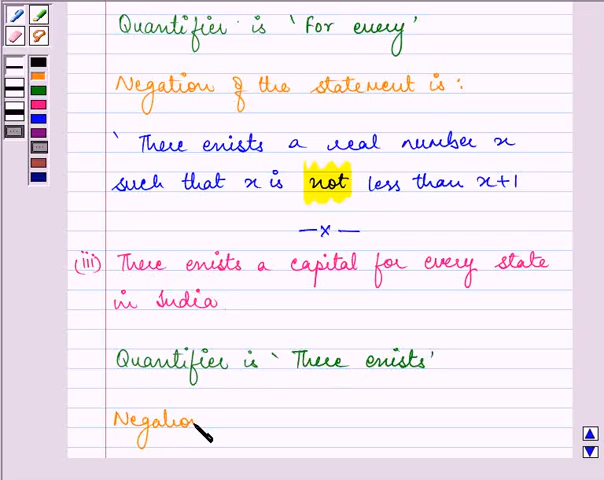 Quantifier is 'For every'
Negation of the statement is :
' There exists a real number x
such that x is not less than x+1
—x—
(iii) There exists a capital for every state
in India
Quantifier is ' There exists'
Negation